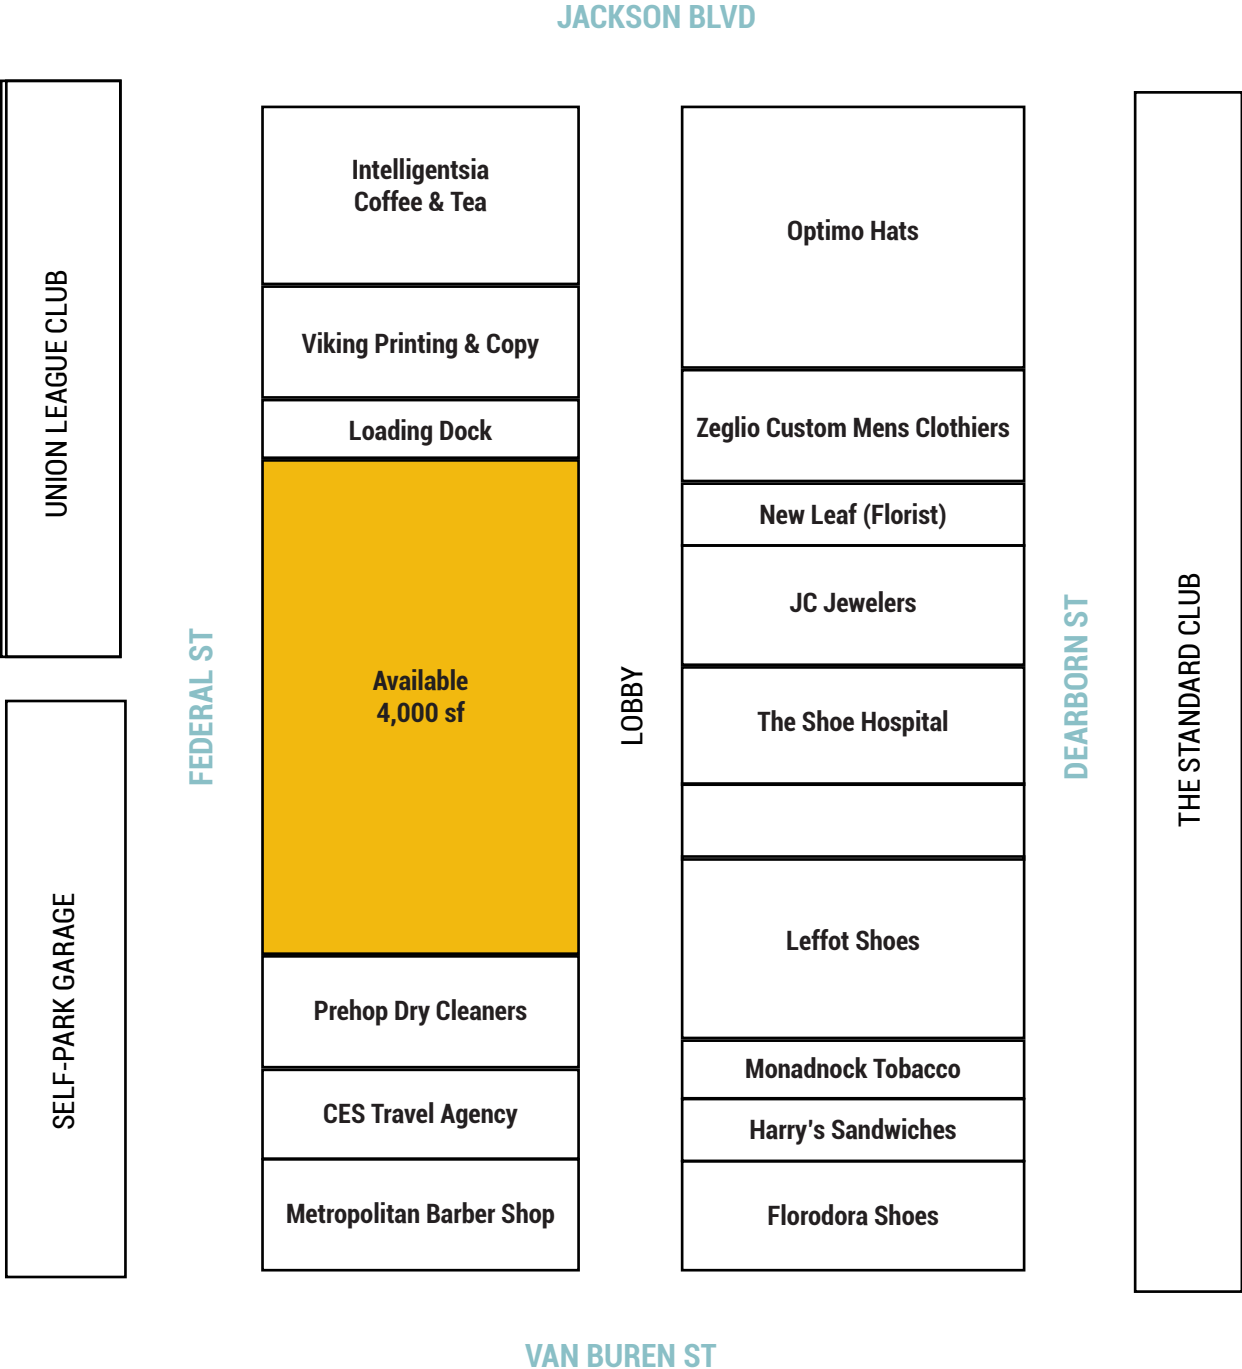 JACKSON BLVD
UNION LEAGUE CLUB
SELF-PARK GARAGE
FEDERAL ST
Intelligentsia
Coffee & Tea
Viking Printing & Copy
Loading Dock
Available
4,000 sf
Prehop Dry Cleaners
CES Travel Agency
Metropolitan Barber Shop
LOBBY
Optimo Hats
Zeglio Custom Mens Clothiers
New Leaf (Florist)
JC Jewelers
The Shoe Hospital
Leffot Shoes
Monadnock Tobacco
Harry's Sandwiches
Florodora Shoes
DEARBORN ST
THE STANDARD CLUB
VAN BUREN ST